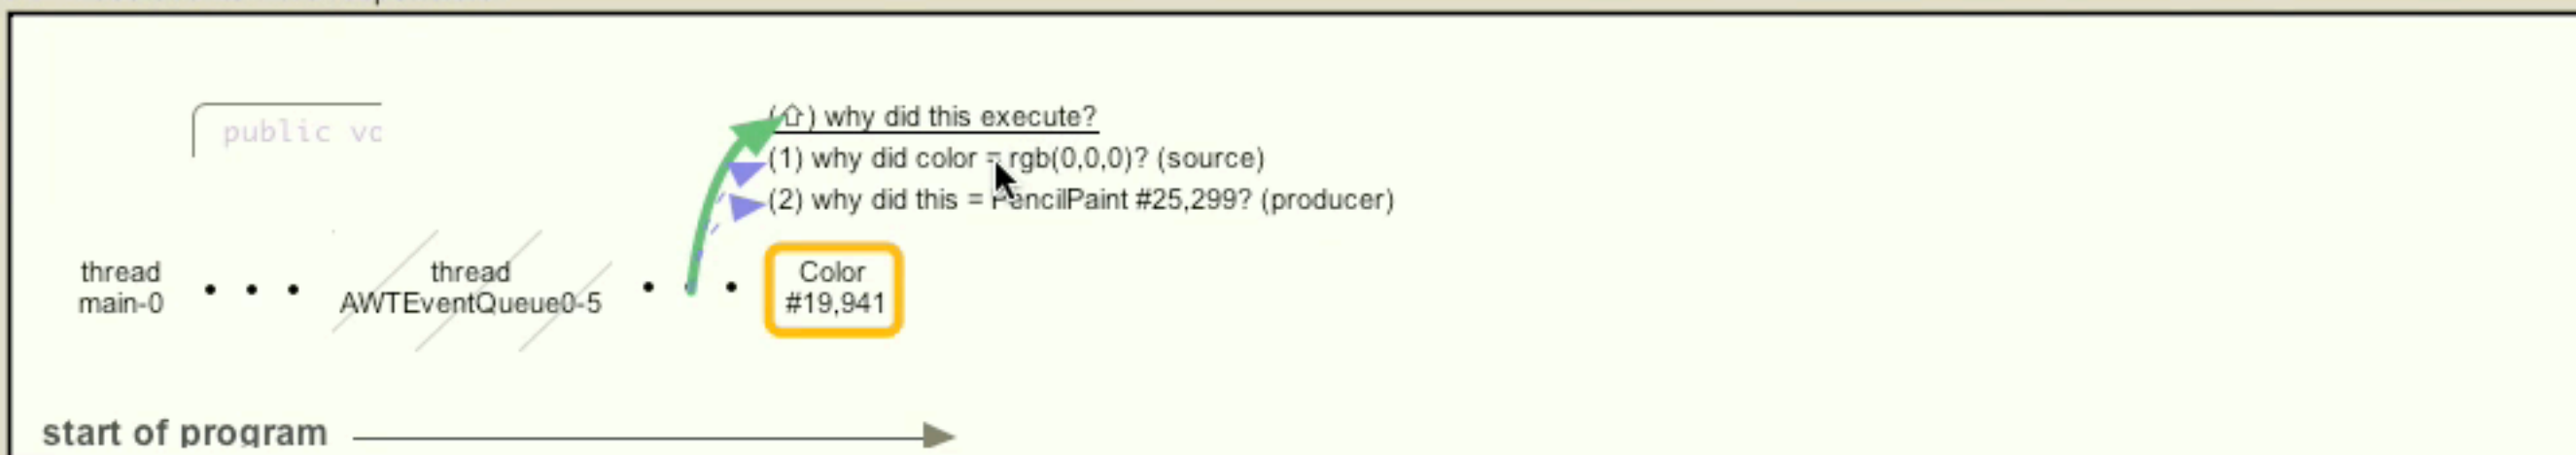 public vo
(⇧) why did this execute?
(1) why did color = rgb(0,0,0)? (source)
(2) why did this = PencilPaint #25,299? (producer)
thread
main-0
thread
AWTEventQueue0-5
Color
#19,941
start of program